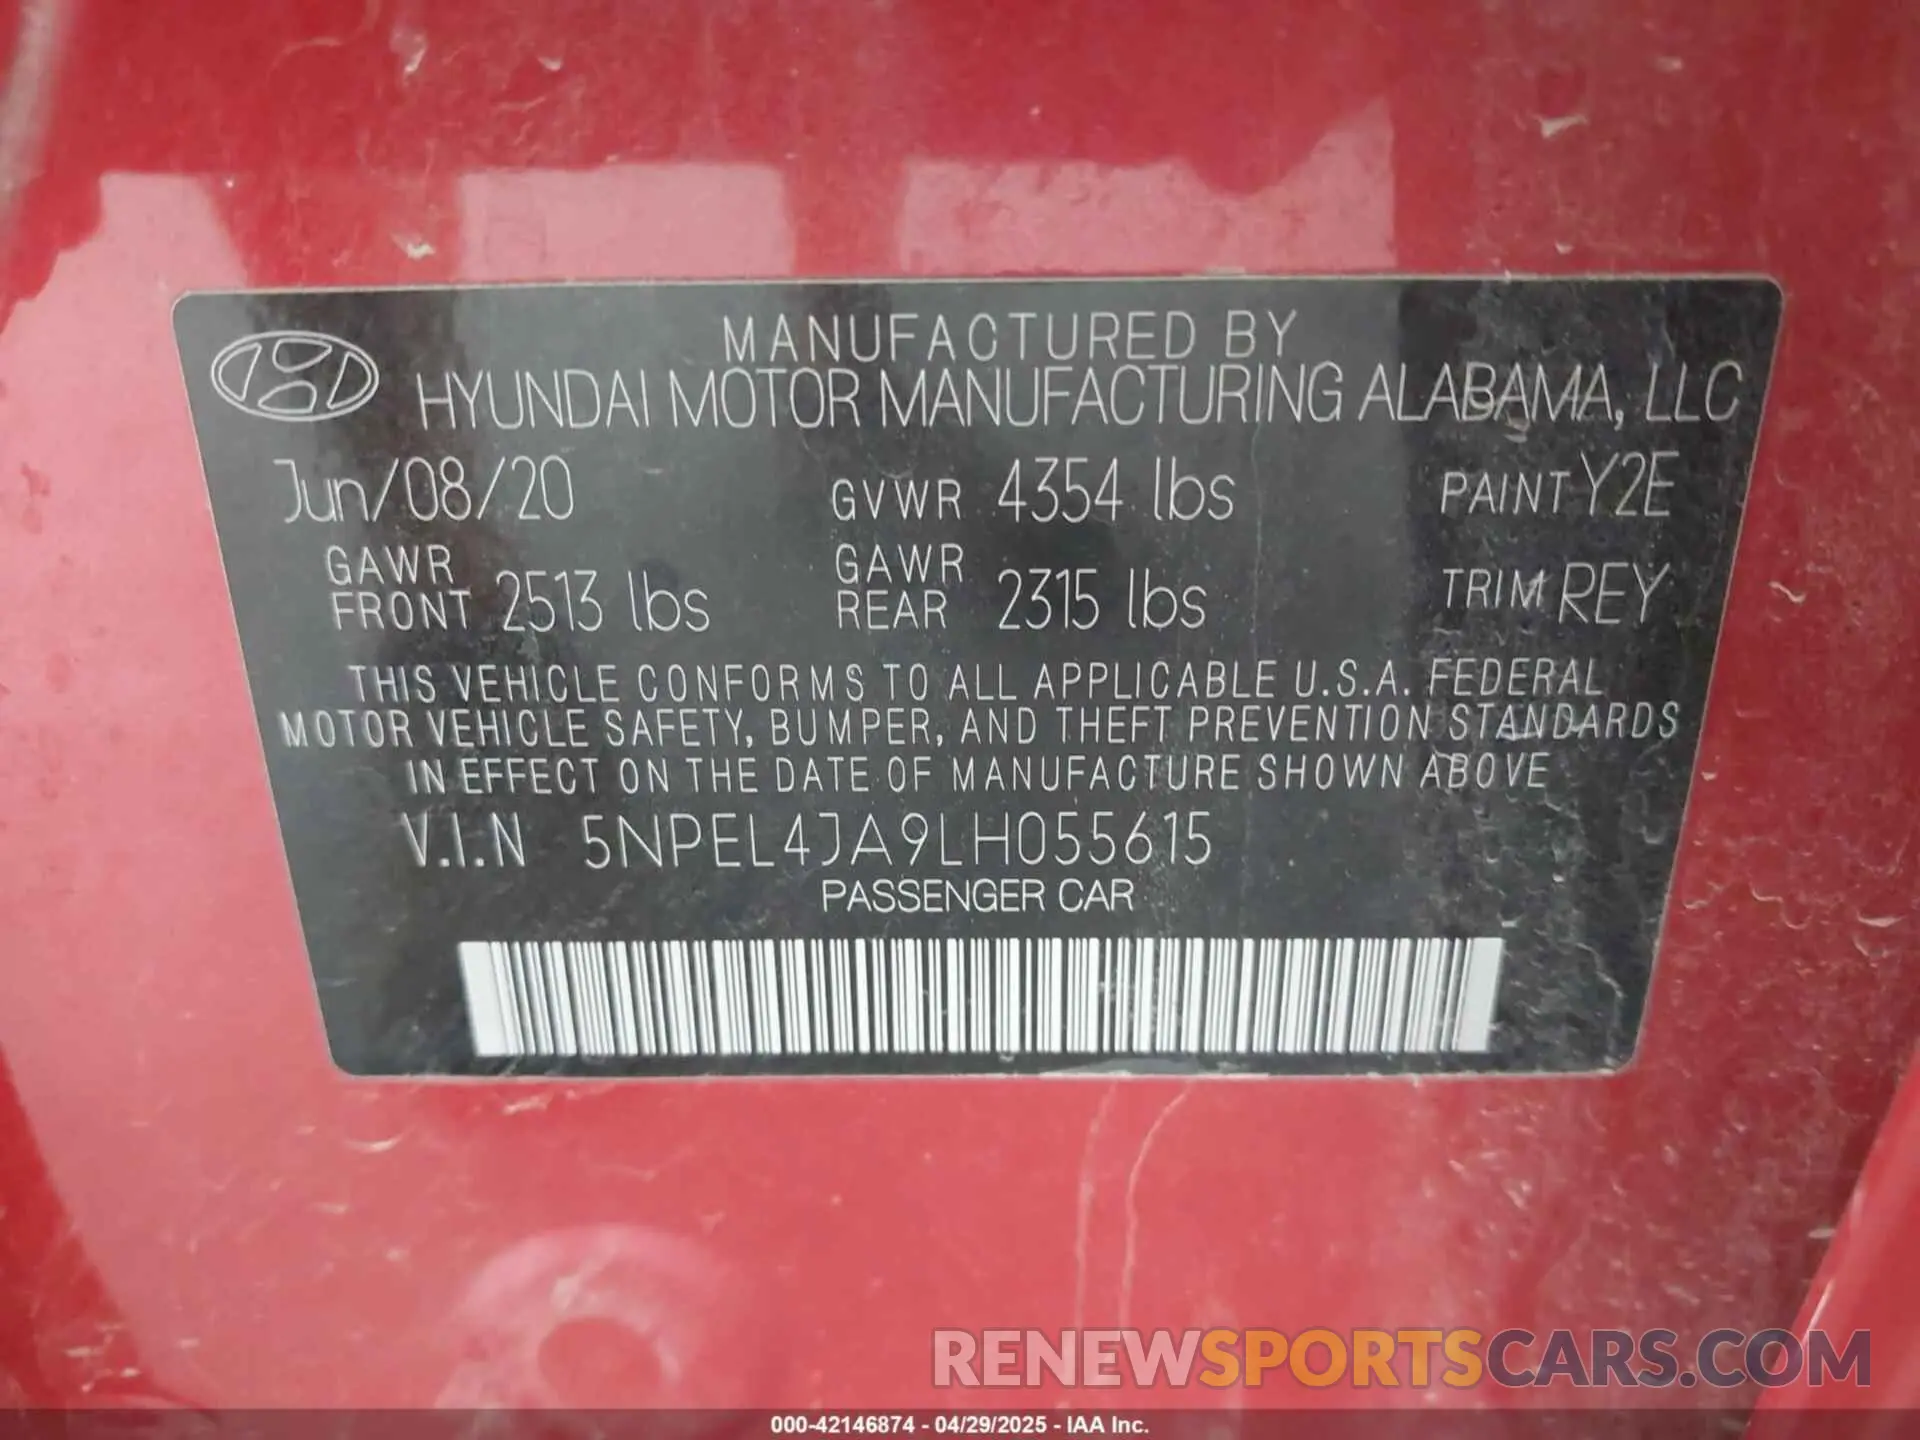 MANUFACTURED BY
HYUNDAI MOTOR MANUFACTURING ALABAMA, LLC
Jun/08/20 GVWR 4354 lbs PAINT Y2E
GAWR FRONT 2513 lbs GAWR REAR 2315 lbs TRIM REY
THIS VEHICLE CONFORMS TO ALL APPLICABLE U.S.A. FEDERAL
MOTOR VEHICLE SAFETY, BUMPER, AND THEFT PREVENTION STANDARDS
IN EFFECT ON THE DATE OF MANUFACTURE SHOWN ABOVE
V.I.N 5NPEL4JA9LH055615
PASSENGER CAR
RENEWSPORTSCARS.COM
000-42146874 - 04/29/2025 - IAA Inc.